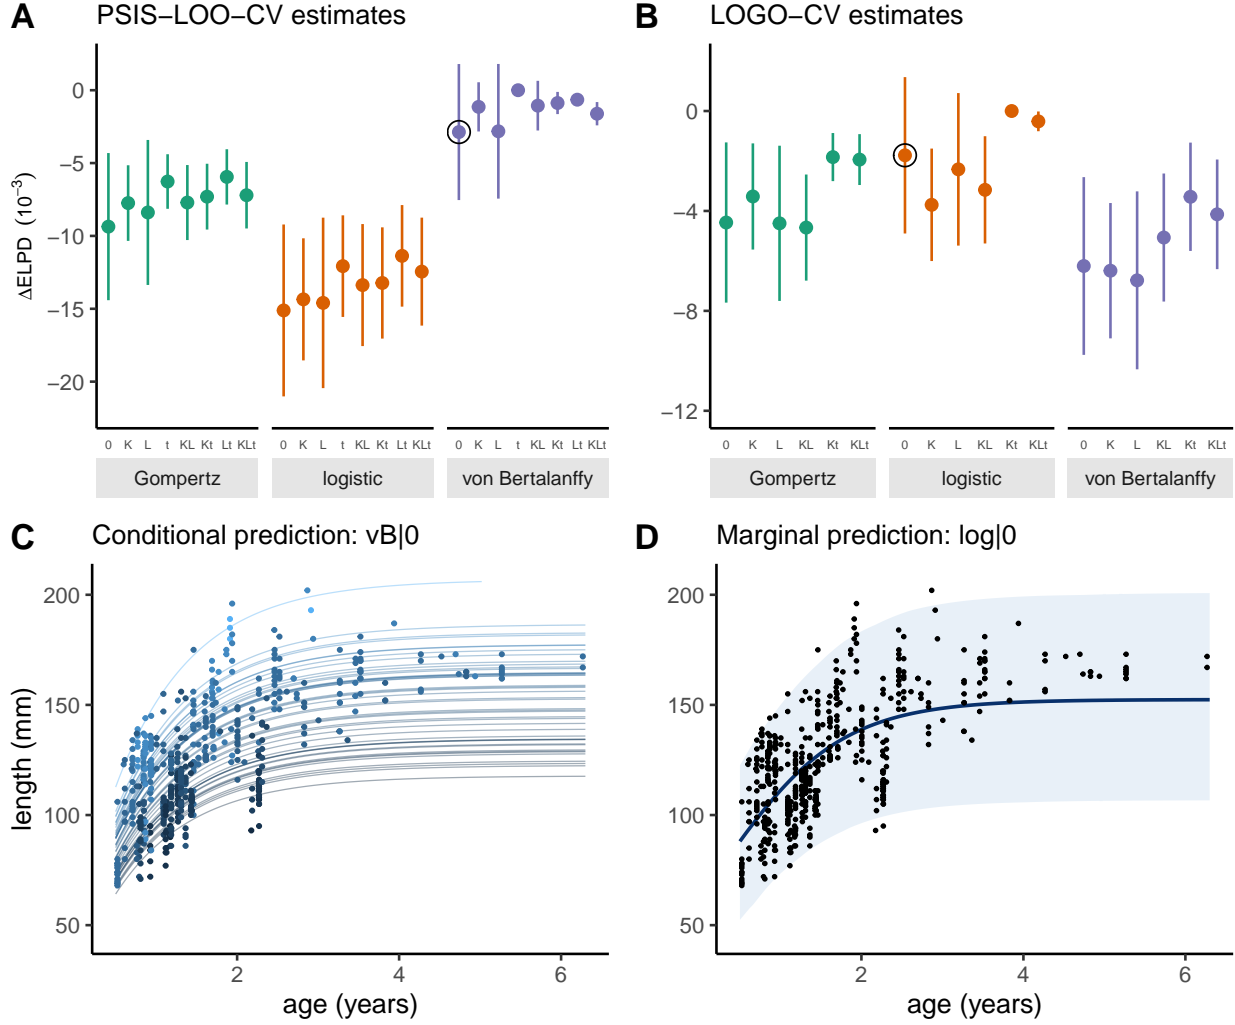 A PSIS−LOO−CV estimates
ΔELPD (10⁻³)
0
−5
−10
−15
−20
0 K L t KL Kt Lt KLt
0 K L t KL Kt Lt KLt
0 K L t KL Kt Lt KLt
Gompertz
logistic
von Bertalanffy
B LOGO−CV estimates
0
−4
−8
−12
0 K L KL Kt KLt
0 K L KL Kt KLt
0 K L KL Kt KLt
Gompertz
logistic
von Bertalanffy
C Conditional prediction: vB|0
length (mm)
200
150
100
50
2 4 6
age (years)
D Marginal prediction: log|0
200
150
100
50
2 4 6
age (years)